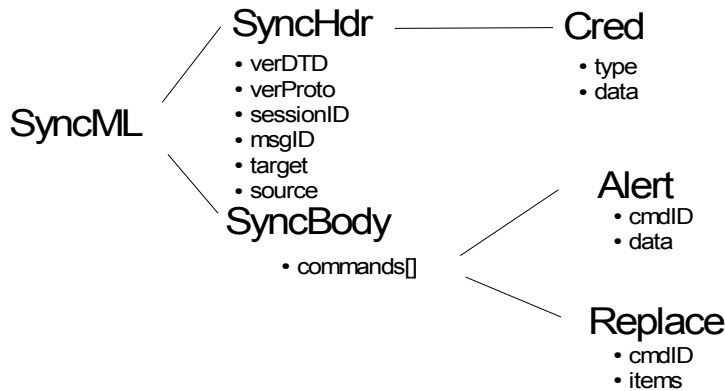 SyncHdr
• verDTD
• verProto
• sessionID
• msgID
• target
• source
Cred
• type
• data
SyncML
SyncBody
• commands[]
Alert
• cmdID
• data
Replace
• cmdID
• items